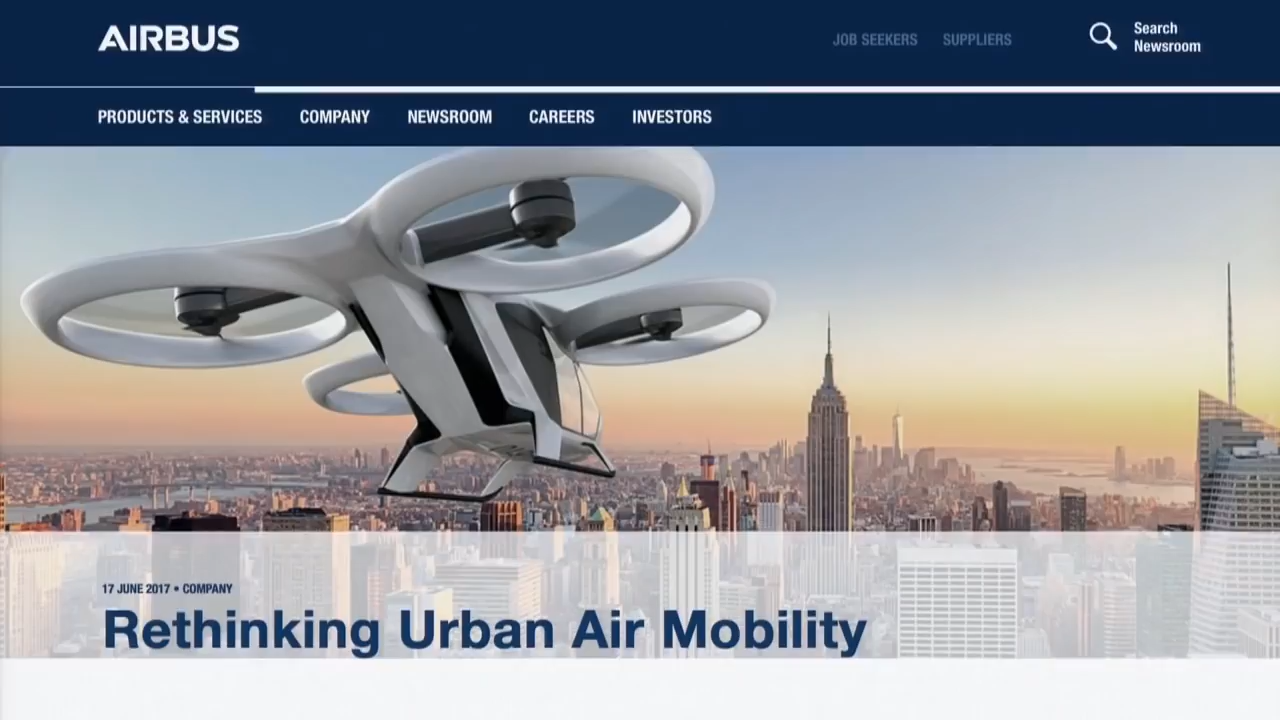 AIRBUS
JOB SEEKERS SUPPLIERS
Search
Newsroom
PRODUCTS & SERVICES COMPANY NEWSROOM CAREERS INVESTORS
17 JUNE 2017 • COMPANY
Rethinking Urban Air Mobility